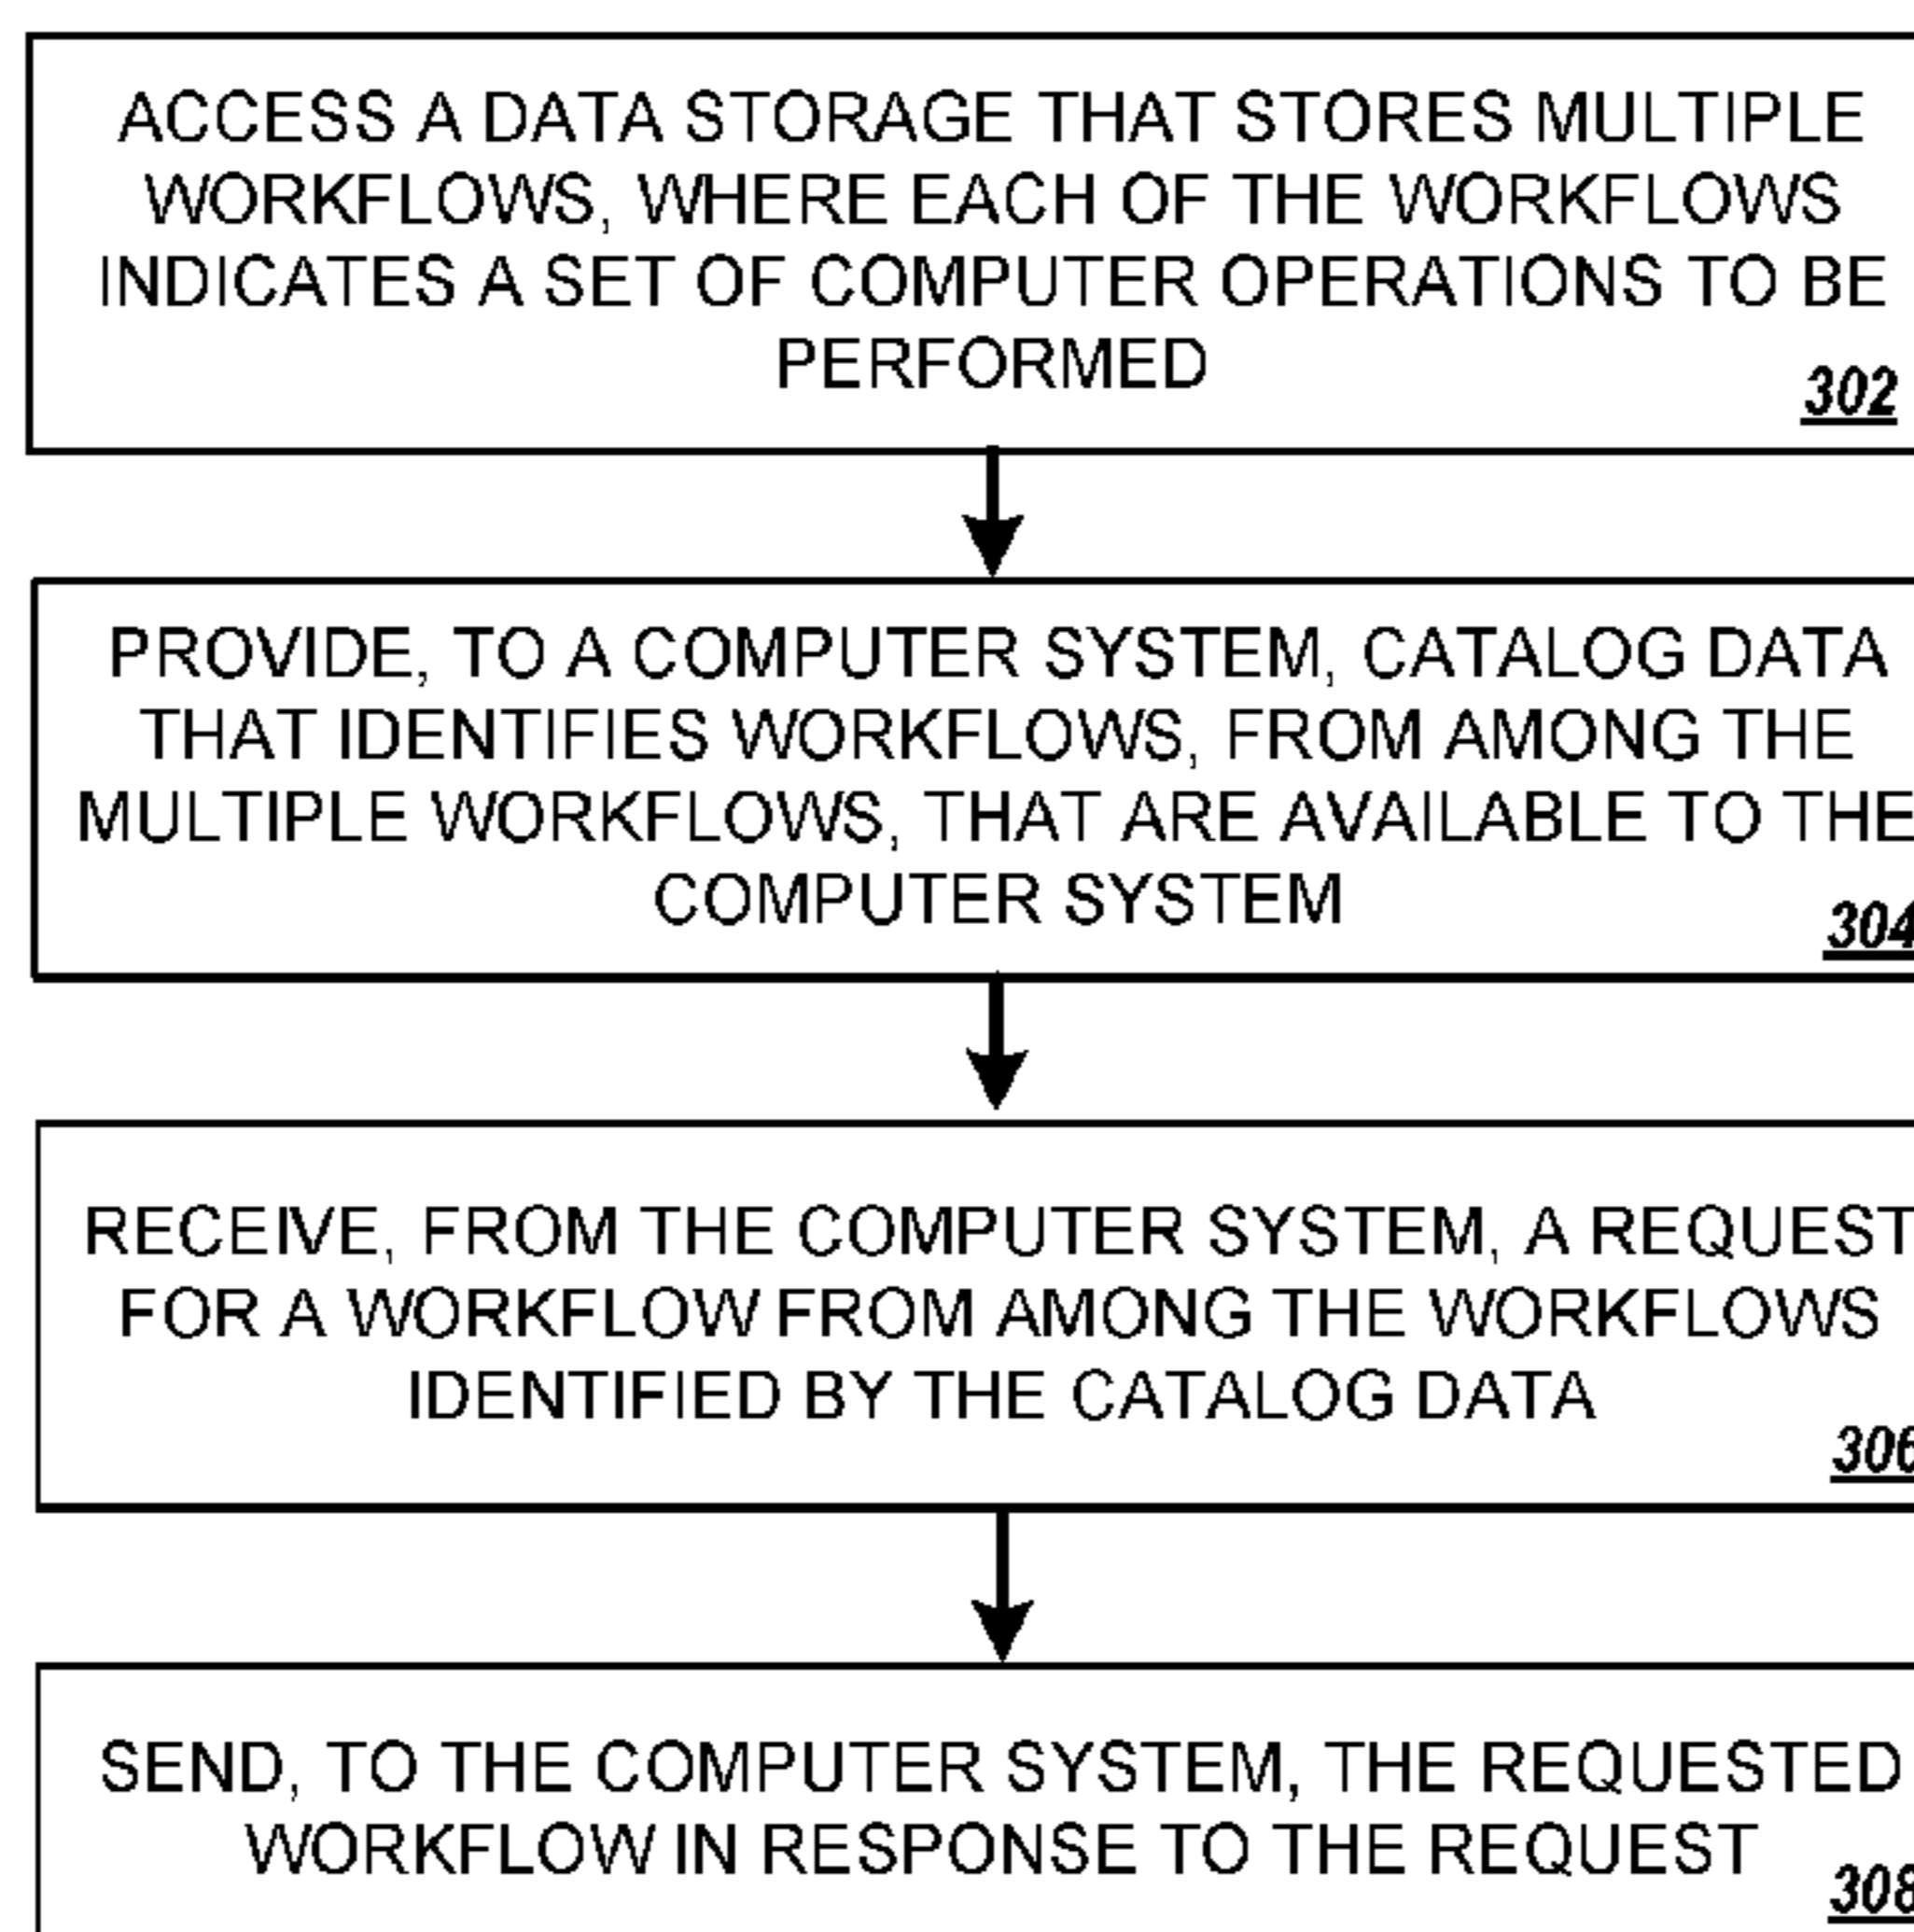 ACCESS A DATA STORAGE THAT STORES MULTIPLE
WORKFLOWS, WHERE EACH OF THE WORKFLOWS
INDICATES A SET OF COMPUTER OPERATIONS TO BE
PERFORMED
302
PROVIDE, TO A COMPUTER SYSTEM, CATALOG DATA
THAT IDENTIFIES WORKFLOWS, FROM AMONG THE
MULTIPLE WORKFLOWS, THAT ARE AVAILABLE TO THE
COMPUTER SYSTEM
304
RECEIVE, FROM THE COMPUTER SYSTEM, A REQUEST
FOR A WORKFLOW FROM AMONG THE WORKFLOWS
IDENTIFIED BY THE CATALOG DATA
306
SEND, TO THE COMPUTER SYSTEM, THE REQUESTED
WORKFLOW IN RESPONSE TO THE REQUEST
308